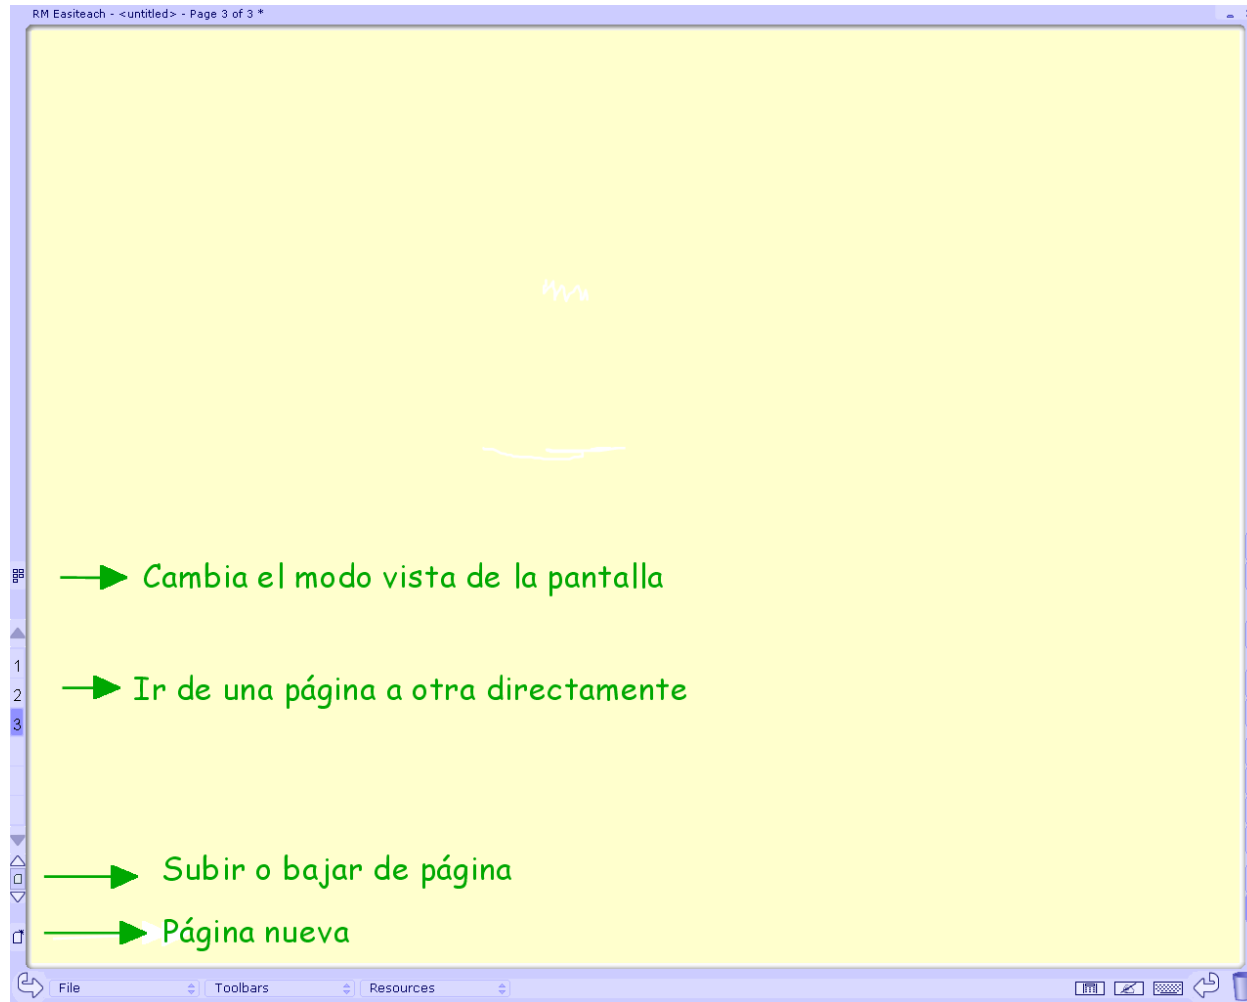 RM Easiteach - <untitled> - Page 3 of 3 *
Cambia el modo vista de la pantalla
1
Ir de una página a otra directamente
2
3
Subir o bajar de página
Página nueva
File Toolbars Resources